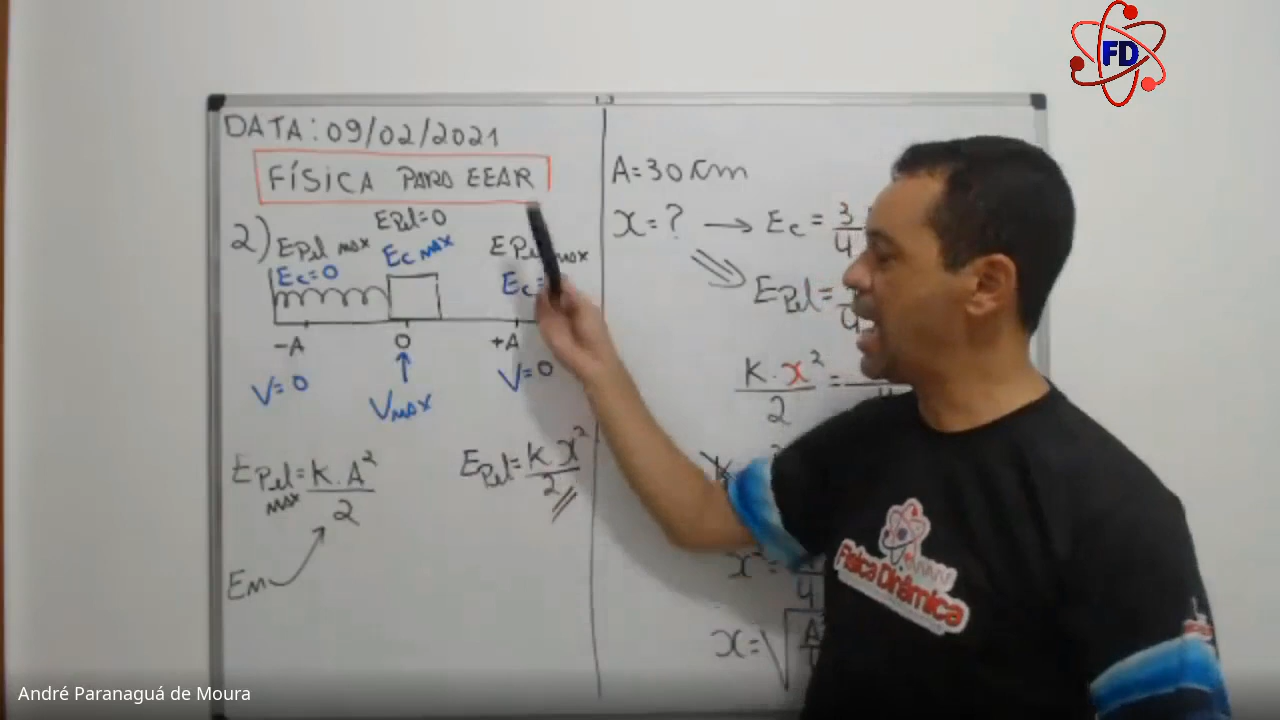 FD
DATA: 09/02/2021
FÍSICA PARA EEAR
2)
EPel=0
EPel max
Ec max
Ec=0
-A
0
+A
V=0
Vmax
V=0
EPel max = K.A²/2
EPel = K.X²/2
Em
A=30 cm
x=? → Ec = 3/4
EPel=
K.x²/2 =
x²=
x=√
Física Dinâmica
André Paranaguá de Moura